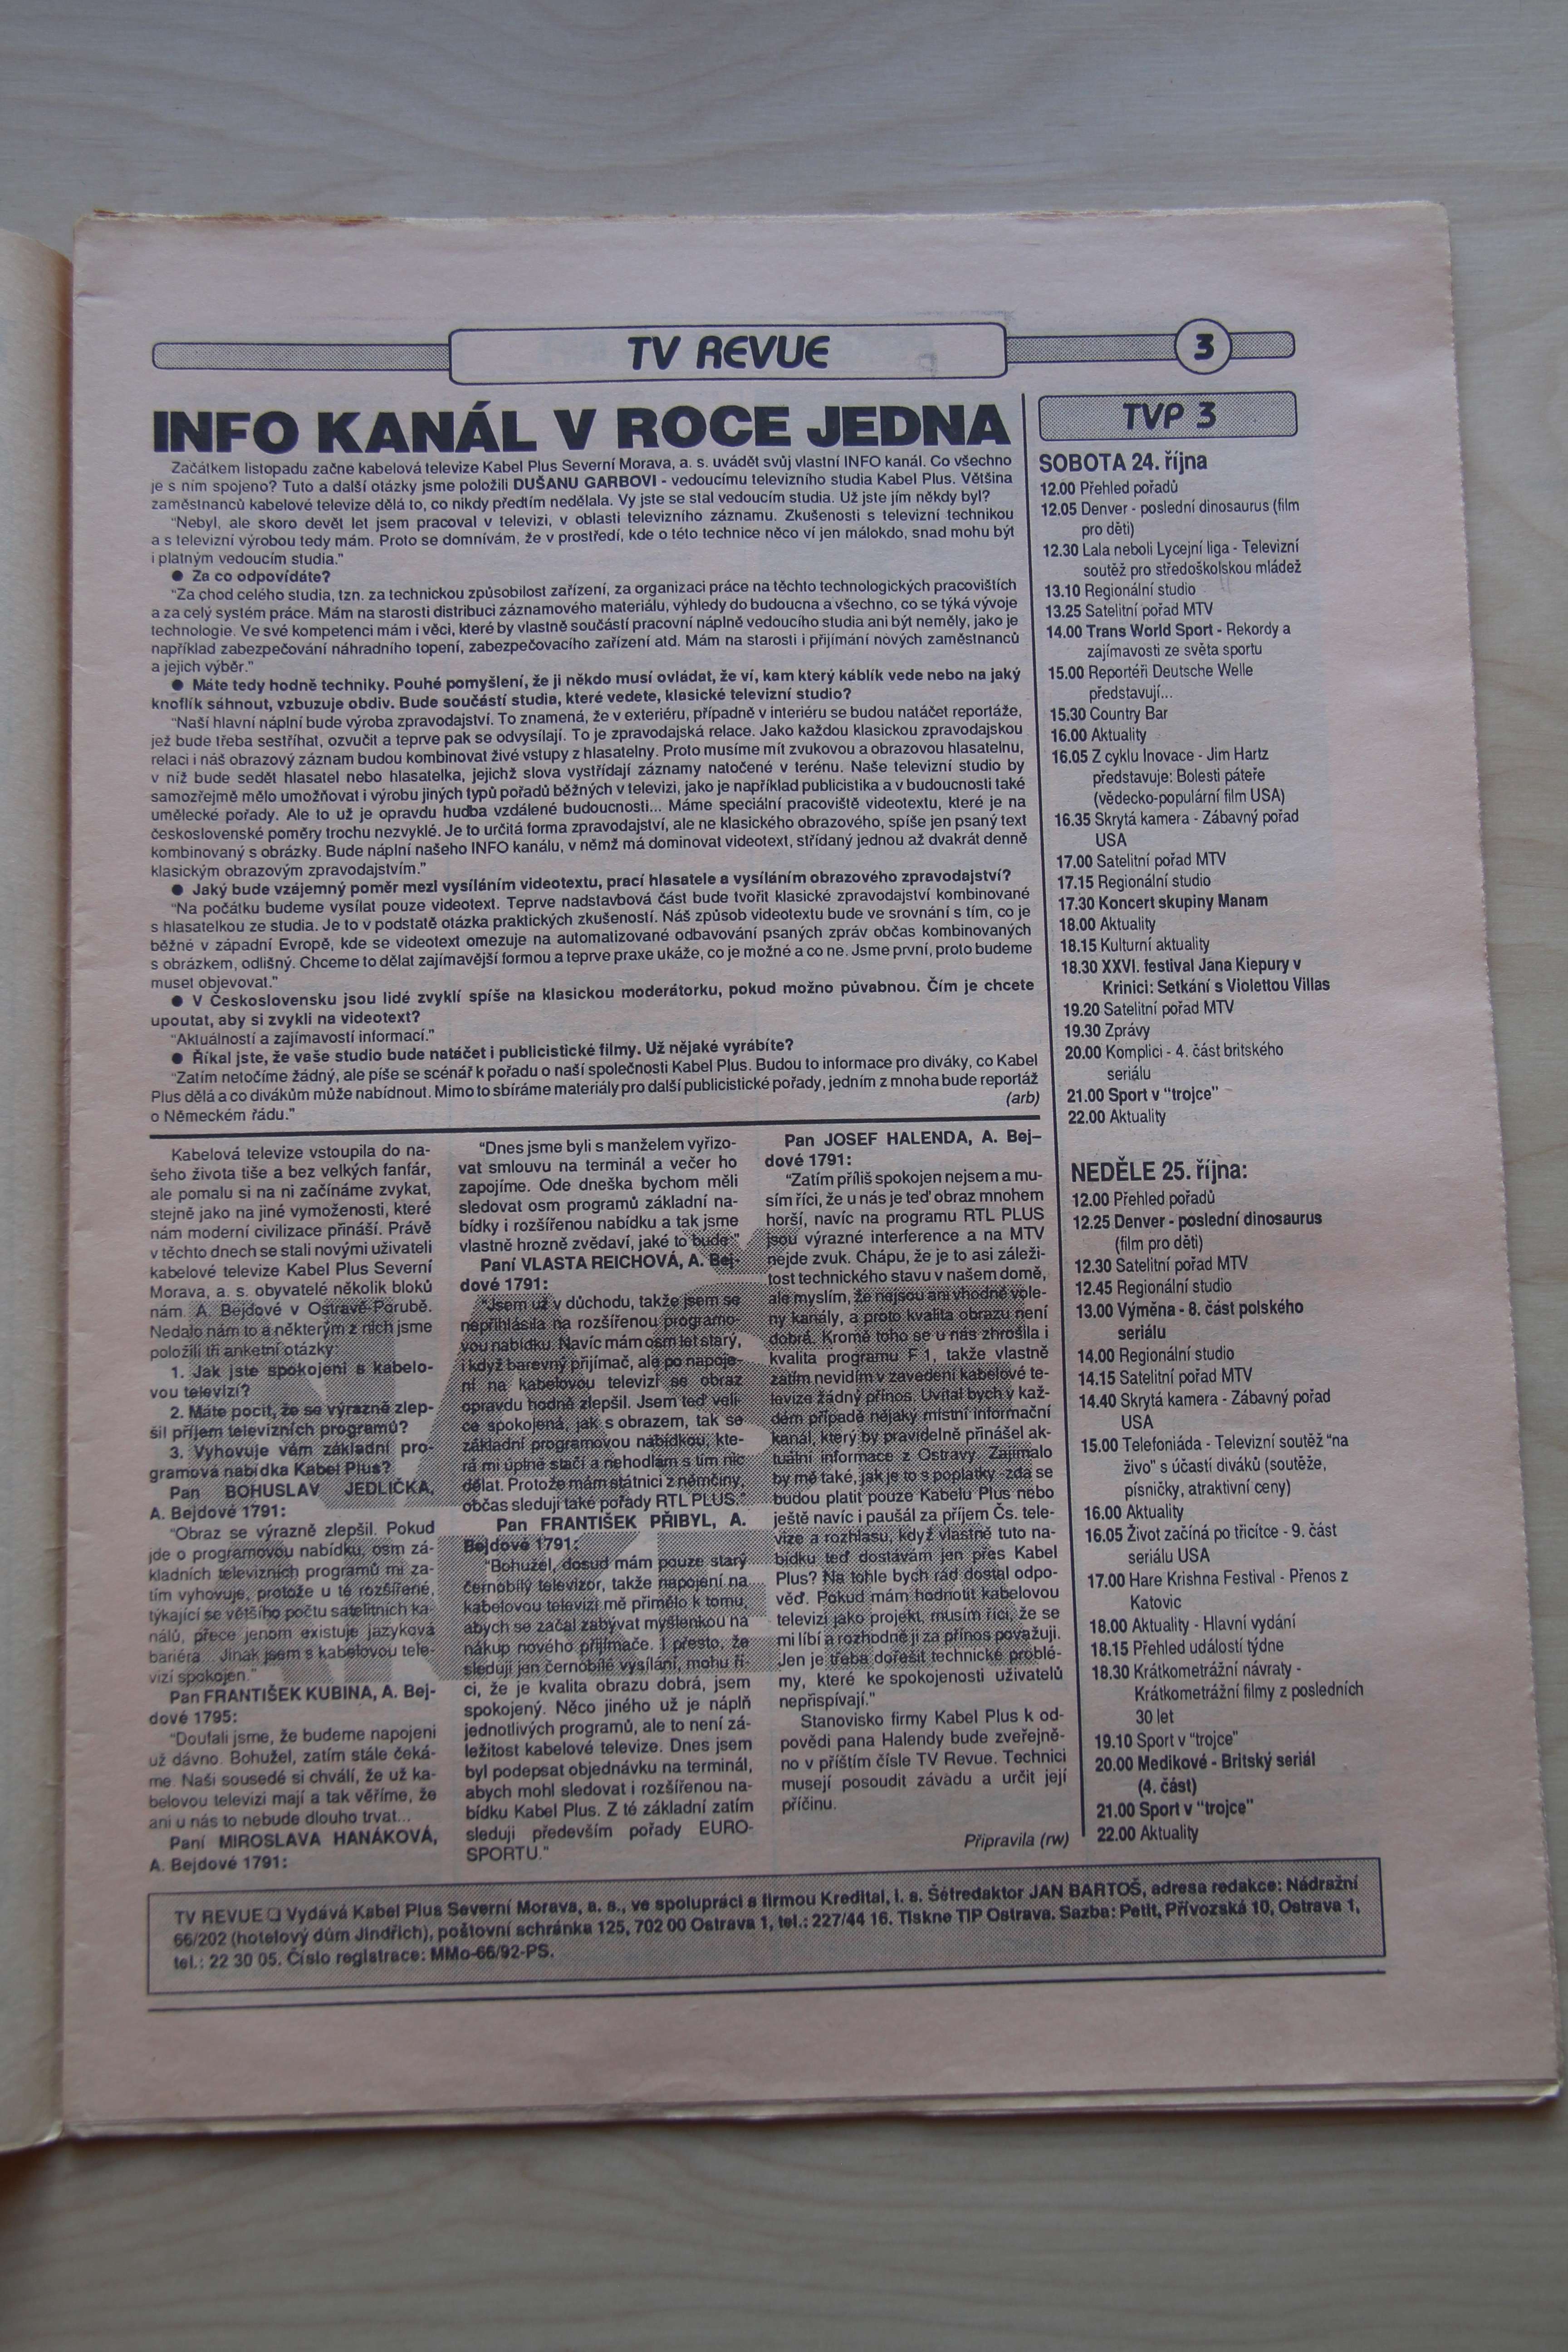 TV REVUE
3
INFO KANÁL V ROCE JEDNA
Začátkem listopadu začne kabelová televize Kabel Plus Severní Morava, a. s. uvádět svůj vlastní INFO kanál. Co všechno
je s ním spojeno? Tuto a další otázky jsme položili DUŠANU GARBOVI - vedoucímu televizního studia Kabel Plus. Většina
zaměstnanců kabelové televize dělá to, co nikdy předtím nedělala. Vy jste se stal vedoucím studia. Už jste jím někdy byl?
"Nebyl, ale skoro devět let jsem pracoval v televizi, v oblasti televizního záznamu. Zkušenosti s televizní technikou
a s televizní výrobou tedy mám. Proto se domnívám, že v prostředí, kde o této technice něco ví jen málokdo, snad mohu být
i platným vedoucím studia."
● Za co odpovídáte?
"Za chod celého studia, tzn. za technickou způsobilost zařízení, za organizaci práce na těchto technologických pracovištích
a za celý systém práce. Mám na starosti distribuci záznamového materiálu, výhledy do budoucna a všechno, co se týká vývoje
technologie. Ve své kompetenci mám i věci, které by vlastně součástí pracovní náplně vedoucího studia ani být neměly, jako je
například zabezpečování náhradního topení, zabezpečovacího zařízení atd. Mám na starosti i přijímání nových zaměstnanců
a jejich výběr."
● Máte tedy hodně techniky. Pouhé pomyšlení, že ji někdo musí ovládat, že ví, kam který káblík vede nebo na jaký
knoflík sáhnout, vzbuzuje obdiv. Bude součástí studia, které vedete, klasické televizní studio?
"Naší hlavní náplní bude výroba zpravodajství. To znamená, že v exteriéru, případně v interiéru se budou natáčet reportáže,
jež bude třeba sestříhat, ozvučit a teprve pak se odvysílají. To je zpravodajská relace. Jako každou klasickou zpravodajskou
relaci i náš obrazový záznam budou kombinovat živé vstupy z hlasatelny. Proto musíme mít zvukovou a obrazovou hlasatelnu,
v níž bude sedět hlasatel nebo hlasatelka, jejichž slova vystřídají záznamy natočené v terénu. Naše televizní studio by
samozřejmě mělo umožňovat i výrobu jiných typů pořadů běžných v televizi, jako je například publicistika a v budoucnosti také
umělecké pořady. Ale to už je opravdu hudba vzdálené budoucnosti... Máme speciální pracoviště videotextu, které je na
československé poměry trochu nezvyklé. Je to určitá forma zpravodajství, ale ne klasického obrazového, spíše jen psaný text
kombinovaný s obrázky. Bude náplní našeho INFO kanálu, v němž má dominovat videotext, střídaný jednou až dvakrát denně
klasickým obrazovým zpravodajstvím."
● Jaký bude vzájemný poměr mezi vysíláním videotextu, prací hlasatele a vysíláním obrazového zpravodajství?
"Na počátku budeme vysílat pouze videotext. Teprve nadstavbová část bude tvořit klasické zpravodajství kombinované
s hlasatelkou ze studia. Je to v podstatě otázka praktických zkušeností. Náš způsob videotextu bude ve srovnání s tím, co je
běžné v západní Evropě, kde se videotext omezuje na automatizované odbavování psaných zpráv občas kombinovaných
s obrázkem, odlišný. Chceme to dělat zajímavější formou a teprve praxe ukáže, co je možné a co ne. Jsme první, proto budeme
muset objevovat."
● V Československu jsou lidé zvyklí spíše na klasickou moderátorku, pokud možno půvabnou. Čím je chcete
upoutat, aby si zvykli na videotext?
"Aktuálností a zajímavostí informací."
● Říkal jste, že vaše studio bude natáčet i publicistické filmy. Už nějaké vyrábíte?
"Zatím netočíme žádný, ale píše se scénář k pořadu o naší společnosti Kabel Plus. Budou to informace pro diváky, co Kabel
Plus dělá a co divákům může nabídnout. Mimo to sbíráme materiály pro další publicistické pořady, jedním z mnoha bude reportáž
o Německém řádu."
(arb)
Kabelová televize vstoupila do na-
šeho života tiše a bez velkých fanfár,
ale pomalu si na ni začínáme zvykat,
stejně jako na jiné vymoženosti, které
nám moderní civilizace přináší. Právě
v těchto dnech se stali novými uživateli
kabelové televize Kabel Plus Severní
Morava, a. s. obyvatelé několik bloků
nám. A. Bejdové v Ostravě-Porubě.
Nedalo nám to a některým z nich jsme
položili tři anketní otázky:
1. Jak jste spokojeni s kabelo-
vou televizí?
2. Máte pocit, že se výrazně zlep-
šil příjem televizních programů?
3. Vyhovuje vám základní pro-
gramová nabídka Kabel Plus?
Pan BOHUSLAV JEDLIČKA,
A. Bejdové 1791:
"Obraz se výrazně zlepšil. Pokud
jde o programovou nabídku, osm zá-
kladních televizních programů mi za-
tím vyhovuje, protože u té rozšířené,
týkající se většího počtu satelitních ka-
nálů, přece jenom existuje jazyková
bariéra... Jinak jsem s kabelovou tele-
vizí spokojen."
Pan FRANTIŠEK KUBINA, A. Bej-
dové 1795:
"Doufali jsme, že budeme napojeni
už dávno. Bohužel, zatím stále čeká-
me. Naši sousedé si chválí, že už ka-
belovou televizi mají a tak věříme, že
ani u nás to nebude dlouho trvat...
Paní MIROSLAVA HANÁKOVÁ,
A. Bejdové 1791:
"Dnes jsme byli s manželem vyřizo-
vat smlouvu na terminál a večer ho
zapojíme. Ode dneška bychom měli
sledovat osm programů základní na-
bídky i rozšířenou nabídku a tak jsme
vlastně hrozně zvědaví, jaké to bude."
Paní VLASTA REICHOVÁ, A. Bej-
dové 1791:
"Jsem už v důchodu, takže jsem se
nepřihlásila na rozšířenou programo-
vou nabídku. Navíc mám osm let starý,
i když barevný přijímač, ale po napoje-
ní na kabelovou televizi se obraz
opravdu hodně zlepšil. Jsem teď veli-
ce spokojená, jak s obrazem, tak se
základní programovou nabídkou, kte-
rá mi úplně stačí a nehodlám s tím nic
dělat. Protože mám státnici z němčiny,
občas sleduji také pořady RTL PLUS."
Pan FRANTIŠEK PŘIBYL, A.
Bejdové 1791:
"Bohužel, dosud mám pouze starý
černobílý televizor, takže napojení na
kabelovou televizi mě přimělo k tomu,
abych se začal zabývat myšlenkou na
nákup nového přijímače. I přesto, že
sleduji jen černobílé vysílání, mohu ří-
ci, že je kvalita obrazu dobrá, jsem
spokojený. Něco jiného už je náplň
jednotlivých programů, ale to není zá-
ležitost kabelové televize. Dnes jsem
byl podepsat objednávku na terminál,
abych mohl sledovat i rozšířenou na-
bídku Kabel Plus. Z té základní zatím
sleduji především pořady EURO-
SPORTU."
Pan JOSEF HALENDA, A. Bej-
dové 1791:
"Zatím příliš spokojen nejsem a mu-
sím říci, že u nás je teď obraz mnohem
horší, navíc na programu RTL PLUS
jsou výrazné interference a na MTV
nejde zvuk. Chápu, že je to asi záleži-
tost technického stavu v našem domě,
ale myslím, že nejsou ani vhodně vole-
ny kanály, a proto kvalita obrazu není
dobrá. Kromě toho se u nás zhroršila i
kvalita programu F 1, takže vlastně
zatím nevidím v zavedení kabelové te-
levize žádný přínos. Uvítal bych v kaž-
dém případě nějaký místní informační
kanál, který by pravidelně přinášel ak-
tuální informace z Ostravy. Zajímalo
by mě také, jak je to s poplatky -zda se
budou platit pouze Kabelu Plus nebo
ještě navíc i paušál za příjem Čs. tele-
vize a rozhlasu, když vlastně tuto na-
bídku teď dostávám jen přes Kabel
Plus? Na tohle bych rád dostal odpo-
věď. Pokud mám hodnotit kabelovou
televizi jako projekt, musím říci, že se
mi líbí a rozhodně ji za přínos považuji.
Jen je třeba dořešit technické problé-
my, které ke spokojenosti uživatelů
nepřispívají."
Stanovisko firmy Kabel Plus k od-
povědi pana Halendy bude zveřejně-
no v příštím čísle TV Revue. Technici
musejí posoudit závadu a určit její
příčinu.
Připravila (rw)
NAŠE
ANKETA
TVP 3
SOBOTA 24. října
12.00 Přehled pořadů
12.05 Denver - poslední dinosaurus (film
pro děti)
12.30 Lala neboli Lycejní liga - Televizní
soutěž pro středoškolskou mládež
13.10 Regionální studio
13.25 Satelitní pořad MTV
14.00 Trans World Sport - Rekordy a
zajímavosti ze světa sportu
15.00 Reportéři Deutsche Welle
představují...
15.30 Country Bar
16.00 Aktuality
16.05 Z cyklu Inovace - Jim Hartz
představuje: Bolesti páteře
(vědecko-populární film USA)
16.35 Skrytá kamera - Zábavný pořad
USA
17.00 Satelitní pořad MTV
17.15 Regionální studio
17.30 Koncert skupiny Manam
18.00 Aktuality
18.15 Kulturní aktuality
18.30 XXVI. festival Jana Kiepury v
Krinici: Setkání s Violettou Villas
19.20 Satelitní pořad MTV
19.30 Zprávy
20.00 Komplici - 4. část britského
seriálu
21.00 Sport v "trojce"
22.00 Aktuality
NEDĚLE 25. října:
12.00 Přehled pořadů
12.25 Denver - poslední dinosaurus
(film pro děti)
12.30 Satelitní pořad MTV
12.45 Regionální studio
13.00 Výměna - 8. část polského
seriálu
14.00 Regionální studio
14.15 Satelitní pořad MTV
14.40 Skrytá kamera - Zábavný pořad
USA
15.00 Telefoniáda - Televizní soutěž "na
živo" s účastí diváků (soutěže,
písničky, atraktivní ceny)
16.00 Aktuality
16.05 Život začíná po třicítce - 9. část
seriálu USA
17.00 Hare Krishna Festival - Přenos z
Katovic
18.00 Aktuality - Hlavní vydání
18.15 Přehled událostí týdne
18.30 Krátkometrážní návraty -
Krátkometrážní filmy z posledních
30 let
19.10 Sport v "trojce"
20.00 Medikové - Britský seriál
(4. část)
21.00 Sport v "trojce"
22.00 Aktuality
TV REVUE ❏ Vydává Kabel Plus Severní Morava, a. s., ve spolupráci s firmou Kredital, i. s. Šéfredaktor JAN BARTOŠ, adresa redakce: Nádražní
66/202 (hotelový dům Jindřich), poštovní schránka 125, 702 00 Ostrava 1, tel.: 227/44 16. Tiskne TIP Ostrava. Sazba: Petit, Přívozská 10, Ostrava 1,
tel.: 22 30 05. Číslo registrace: MMo-66/92-PS.